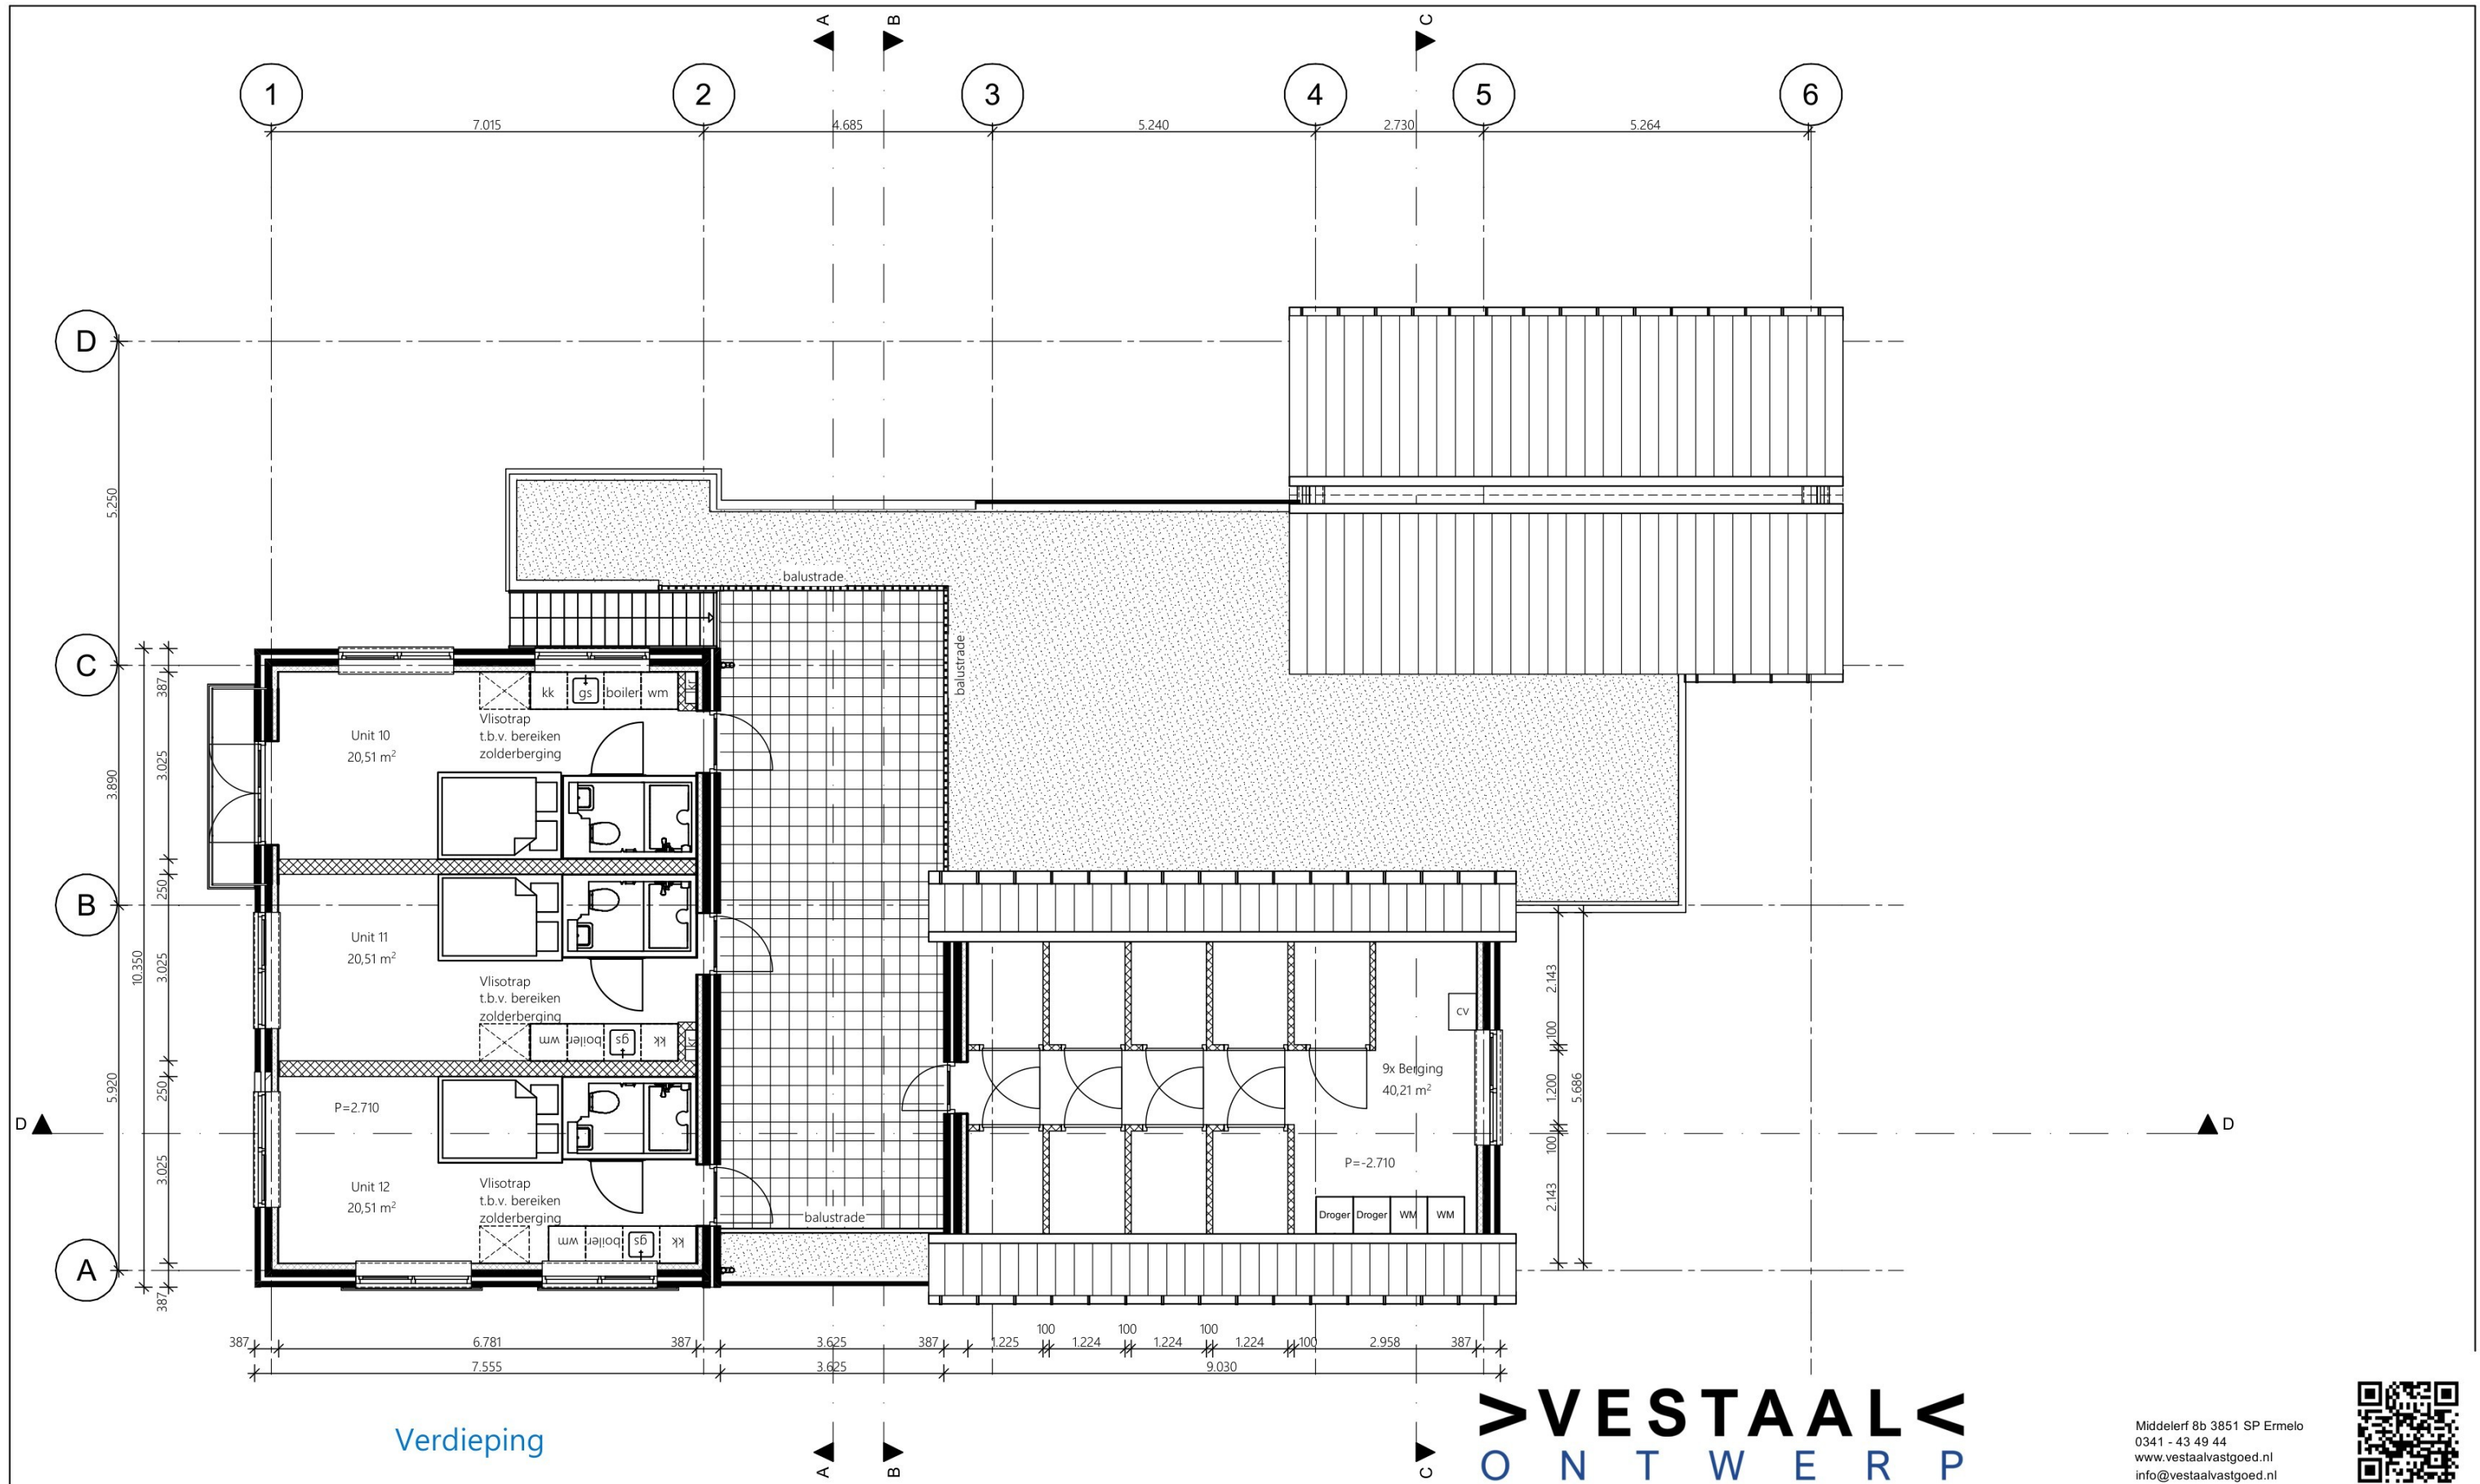 A
B
C
1
2
3
4
5
6
7.015
4.685
5.240
2.730
5.264
D
C
B
A
5.250
3.890
5.920
10.350
387
3.025
250
3.025
250
3.025
387
balustrade
balustrade
balustrade
kk
gs
boiler
wm
kr
Vlisotrap
t.b.v. bereiken
zolderberging
Unit 10
20,51 m²
Unit 11
20,51 m²
Vlisotrap
t.b.v. bereiken
zolderberging
wm
boiler
gs
kk
kr
P=2.710
Unit 12
20,51 m²
Vlisotrap
t.b.v. bereiken
zolderberging
wm
boiler
gs
kk
cv
9x Berging
40,21 m²
P=-2.710
Droger
Droger
WM
WM
2.143
100
1.200
100
2.143
5.686
D
D
387
6.781
387
3.625
387
1.225
100
1.224
100
1.224
100
1.224
100
2.958
387
7.555
3.625
9.030
Verdieping
A
B
C
>VESTAAL<
ONTWERP
Middelerf 8b 3851 SP Ermelo
0341 - 43 49 44
www.vestaalvastgoed.nl
info@vestaalvastgoed.nl